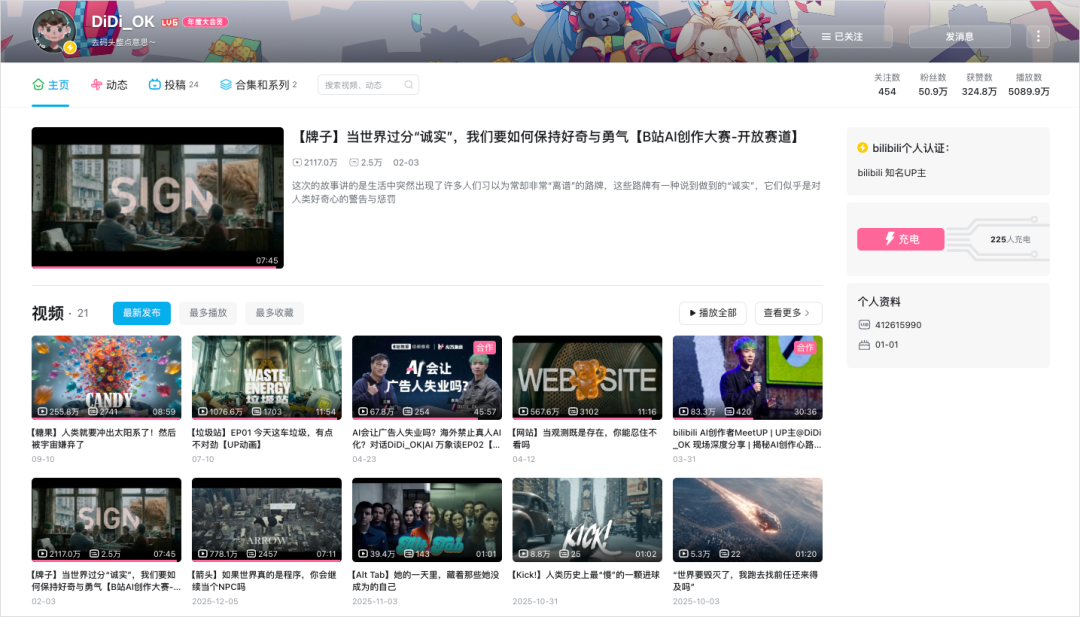 DiDi_OK LV6 年度大会员
去码头整点意思～
已关注
发消息
主页
动态
投稿 24
合集和系列 2
搜索视频、动态
关注数 粉丝数 获赞数 播放数
454 50.9万 324.8万 5089.9万
SIGN
07:45
【牌子】当世界过分“诚实”，我们要如何保持好奇与勇气【B站AI创作大赛-开放赛道】
2117.0万 2.5万 02-03
这次的故事讲的是生活中突然出现了许多人们习以为常却非常“离谱”的路牌，这些路牌有一种说到做到的“诚实”，它们似乎是对
人类好奇心的警告与惩罚
bilibili个人认证：
bilibili 知名UP主
充电
225人充电
个人资料
UID 412615990
01-01
视频 · 21
最新发布
最多播放
最多收藏
播放全部
查看更多
CANDY
255.8万 2741 08:59
【糖果】人类就要冲出太阳系了！然后
被宇宙嫌弃了
09-10
WASTE
ENERGY
垃圾站
1076.6万 1703 11:54
【垃圾站】EP01 今天这车垃圾，有点
不对劲【UP动画】
07-10
合作
AI会让
广告人失业吗?
67.8万 254 45:57
AI会让广告人失业吗？海外禁止真人AI
化？对话DiDi_OK|AI 万象谈EP02【...
04-23
WEBSITE
567.6万 3102 11:16
【网站】当观测既是存在，你能忍住不
看吗
04-12
合作
83.3万 420 30:36
bilibili AI创作者MeetUP | UP主@DiDi
_OK 现场深度分享 | 揭秘AI创作心路...
03-31
SIGN
2117.0万 2.5万 07:45
【牌子】当世界过分“诚实”，我们要如
何保持好奇与勇气【B站AI创作大赛-...
02-03
ARROW
778.1万 2457 07:11
【箭头】如果世界真的是程序，你会继
续当个NPC吗
2025-12-05
Alt Tab
39.4万 143 01:01
【Alt Tab】她的一天里，藏着那些她没
成为的自己
2025-11-03
KICK!
8.8万 25 01:02
【Kick!】人类历史上最“慢”的一颗进球
2025-10-31
5.3万 22 01:20
“世界要毁灭了，我跑去找前任还来得
及吗”
2025-10-03